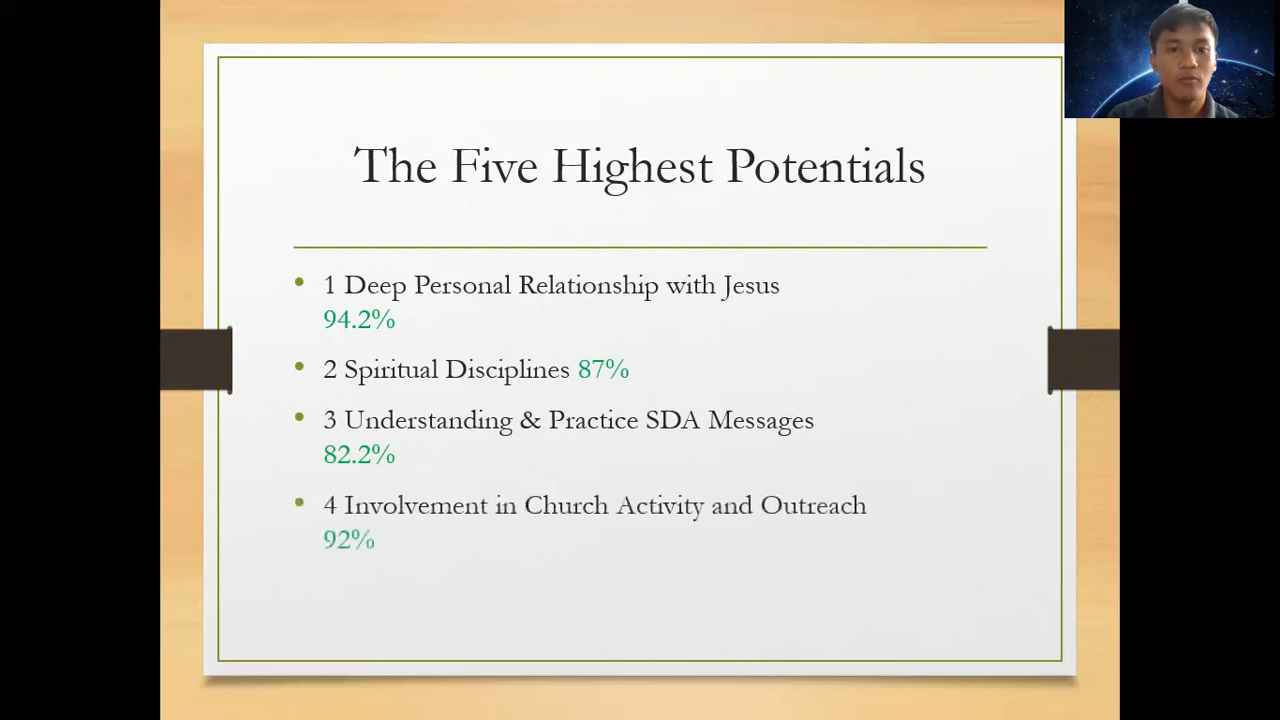 The Five Highest Potentials
• 1 Deep Personal Relationship with Jesus
94.2%
• 2 Spiritual Disciplines 87%
• 3 Understanding & Practice SDA Messages
82.2%
• 4 Involvement in Church Activity and Outreach
92%